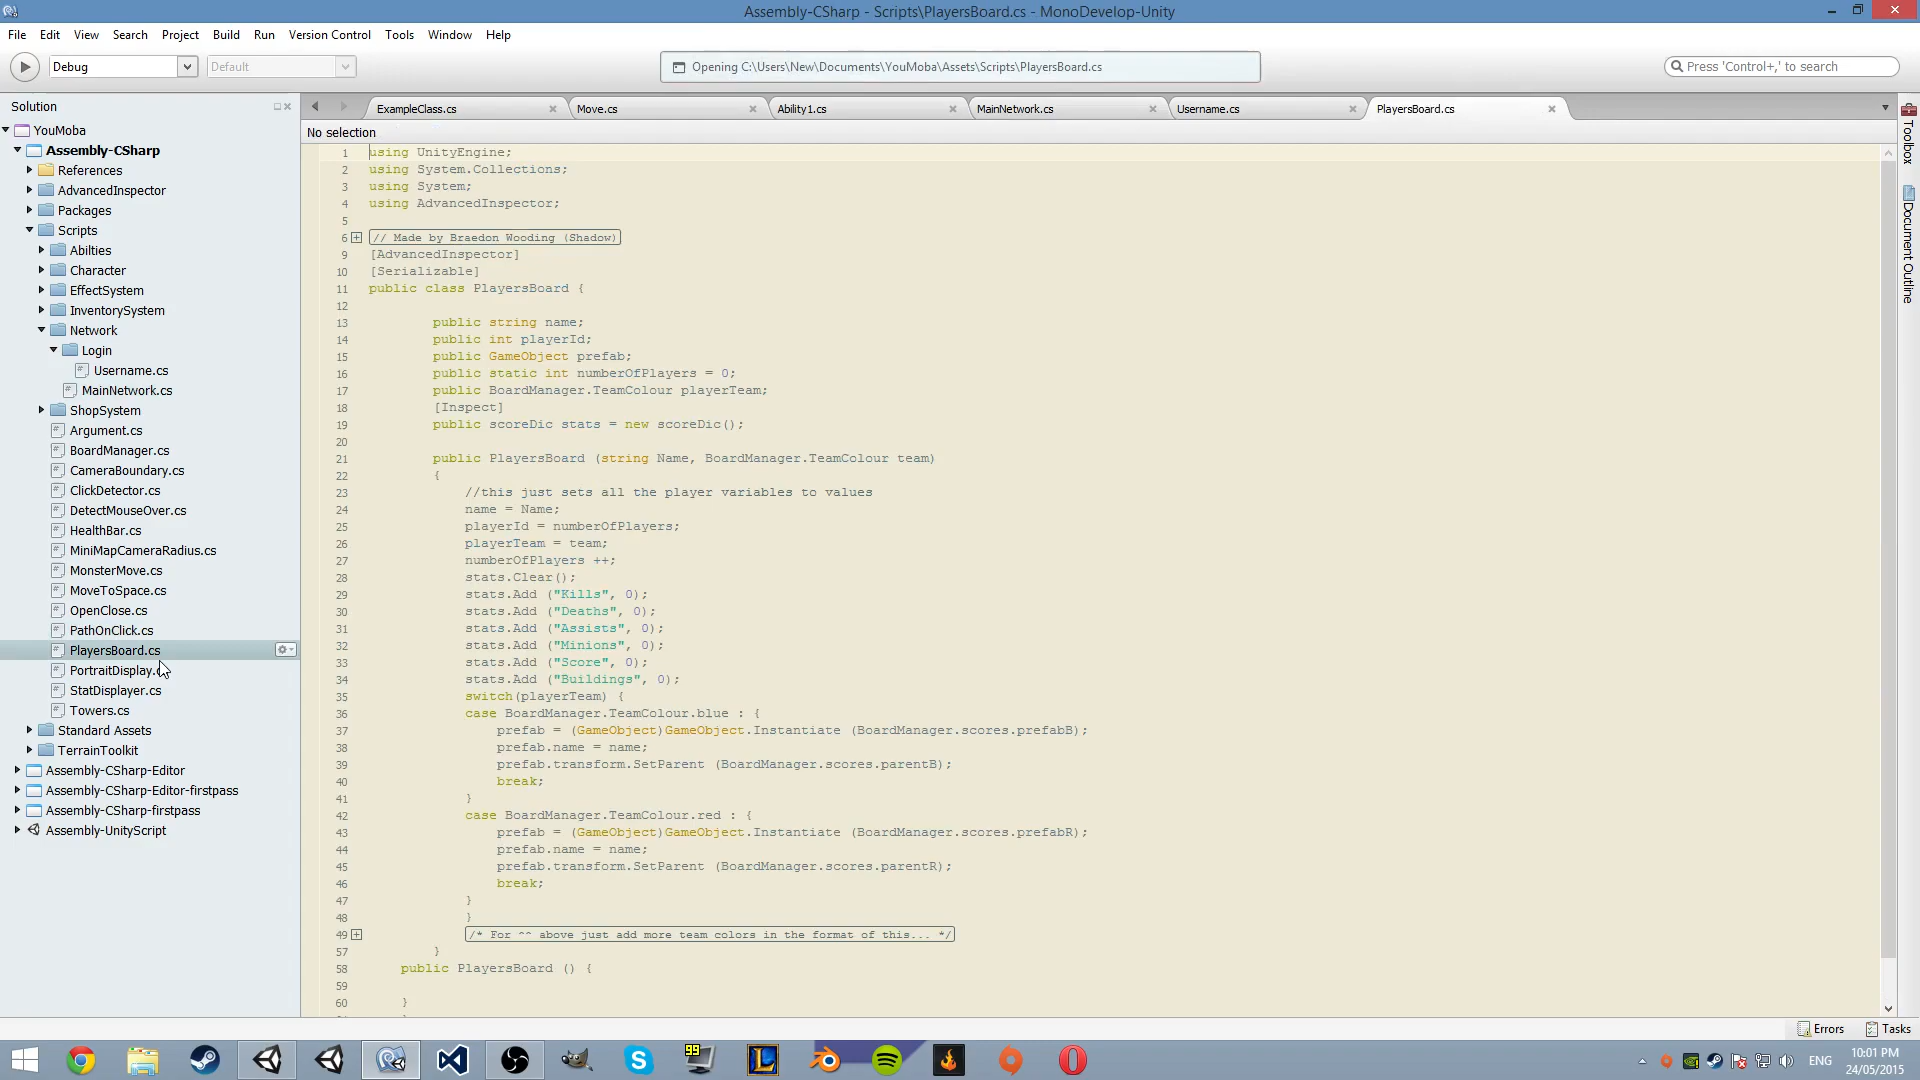 Assembly-CSharp - Scripts\PlayersBoard.cs - MonoDevelop-Unity
File Edit View Search Project Build Run Version Control Tools Window Help
Debug
Default
Opening C:\Users\New\Documents\YouMoba\Assets\Scripts\PlayersBoard.cs
Press 'Control+,' to search
Solution
YouMoba
Assembly-CSharp
References
AdvancedInspector
Packages
Scripts
Abilties
Character
EffectSystem
InventorySystem
Network
Login
Username.cs
MainNetwork.cs
ShopSystem
Argument.cs
BoardManager.cs
CameraBoundary.cs
ClickDetector.cs
DetectMouseOver.cs
HealthBar.cs
MiniMapCameraRadius.cs
MonsterMove.cs
MoveToSpace.cs
OpenClose.cs
PathOnClick.cs
PlayersBoard.cs
PortraitDisplay.c
StatDisplayer.cs
Towers.cs
Standard Assets
TerrainToolkit
Assembly-CSharp-Editor
Assembly-CSharp-Editor-firstpass
Assembly-CSharp-firstpass
Assembly-UnityScript
ExampleClass.cs Move.cs Ability1.cs MainNetwork.cs Username.cs PlayersBoard.cs
No selection
1 using UnityEngine;
2 using System.Collections;
3 using System;
4 using AdvancedInspector;
5
6 // Made by Braedon Wooding (Shadow)
9 [AdvancedInspector]
10 [Serializable]
11 public class PlayersBoard {
12
13 public string name;
14 public int playerId;
15 public GameObject prefab;
16 public static int numberOfPlayers = 0;
17 public BoardManager.TeamColour playerTeam;
18 [Inspect]
19 public scoreDic stats = new scoreDic();
20
21 public PlayersBoard (string Name, BoardManager.TeamColour team)
22 {
23 //this just sets all the player variables to values
24 name = Name;
25 playerId = numberOfPlayers;
26 playerTeam = team;
27 numberOfPlayers ++;
28 stats.Clear();
29 stats.Add ("Kills", 0);
30 stats.Add ("Deaths", 0);
31 stats.Add ("Assists", 0);
32 stats.Add ("Minions", 0);
33 stats.Add ("Score", 0);
34 stats.Add ("Buildings", 0);
35 switch(playerTeam) {
36 case BoardManager.TeamColour.blue : {
37 prefab = (GameObject)GameObject.Instantiate (BoardManager.scores.prefabB);
38 prefab.name = name;
39 prefab.transform.SetParent (BoardManager.scores.parentB);
40 break;
41 }
42 case BoardManager.TeamColour.red : {
43 prefab = (GameObject)GameObject.Instantiate (BoardManager.scores.prefabR);
44 prefab.name = name;
45 prefab.transform.SetParent (BoardManager.scores.parentR);
46 break;
47 }
48 }
49 /* For ^^ above just add more team colors in the format of this... */
57 }
58 public PlayersBoard () {
59
60 }
Toolbox
Document Outline
Errors
Tasks
99
ENG
10:01 PM
24/05/2015